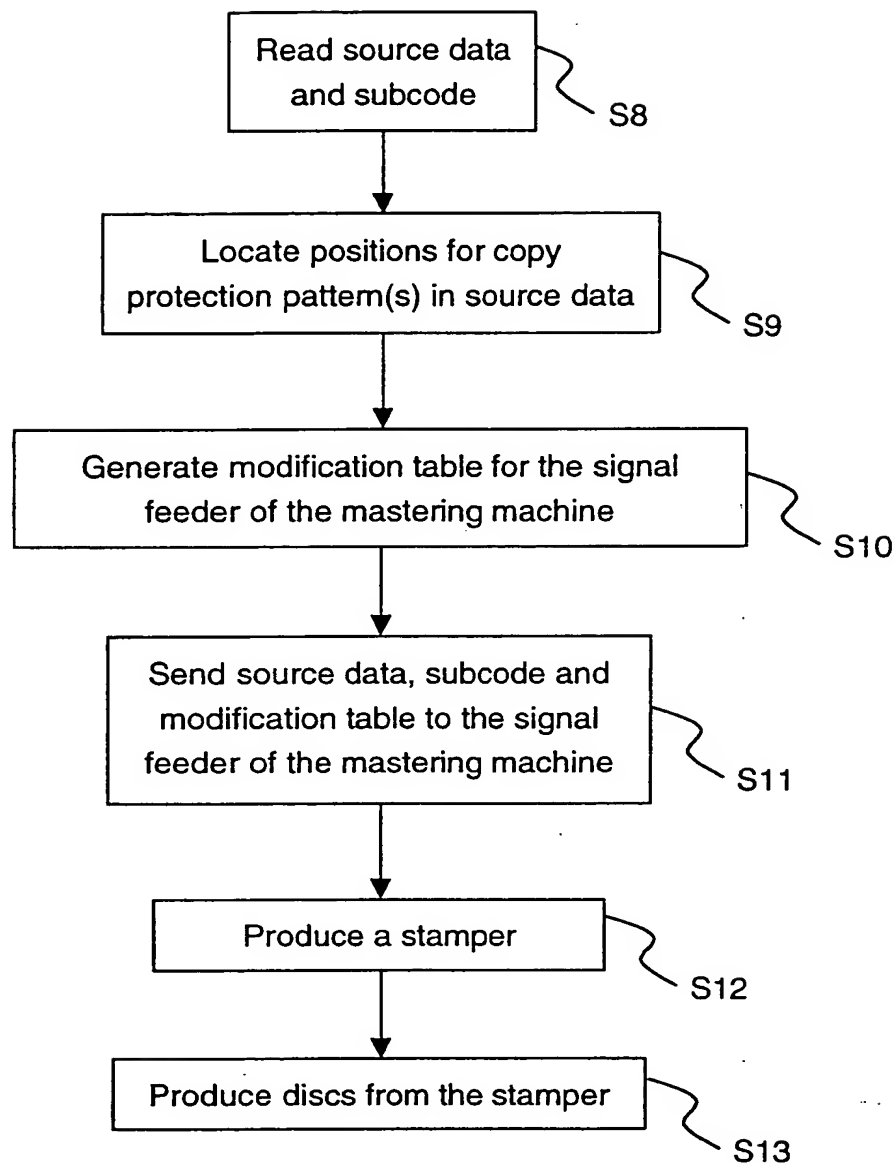 Read source data
and subcode
S8
Locate positions for copy
protection pattern(s) in source data
S9
Generate modification table for the signal
feeder of the mastering machine
S10
Send source data, subcode and
modification table to the signal
feeder of the mastering machine
S11
Produce a stamper
S12
Produce discs from the stamper
S13